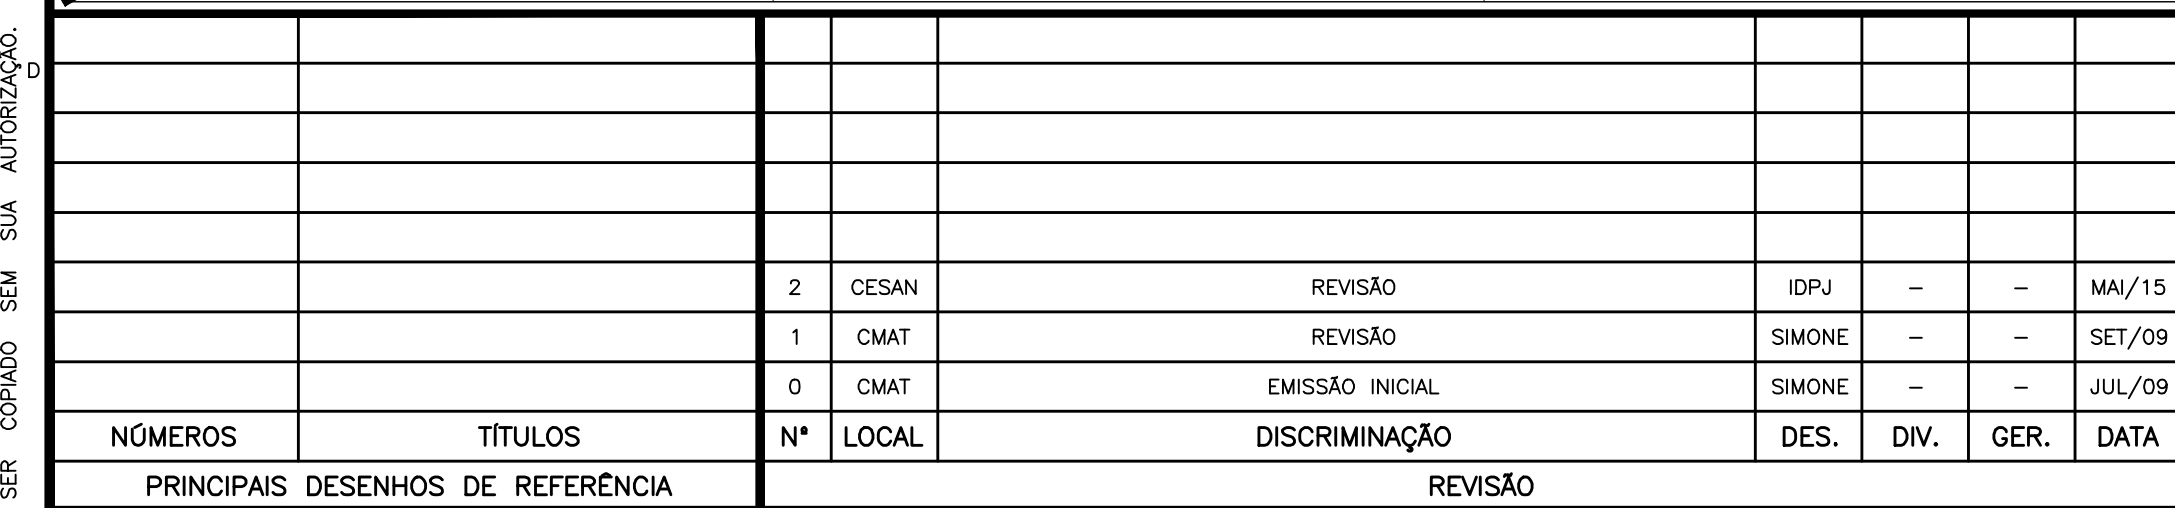 SER COPIADO SEM SUA AUTORIZAÇÃO.
D
2 CESAN REVISÃO IDPJ - - MAI/15
1 CMAT REVISÃO SIMONE - - SET/09
0 CMAT EMISSÃO INICIAL SIMONE - - JUL/09
NÚMEROS TÍTULOS Nº LOCAL DISCRIMINAÇÃO DES. DIV. GER. DATA
PRINCIPAIS DESENHOS DE REFERÊNCIA REVISÃO